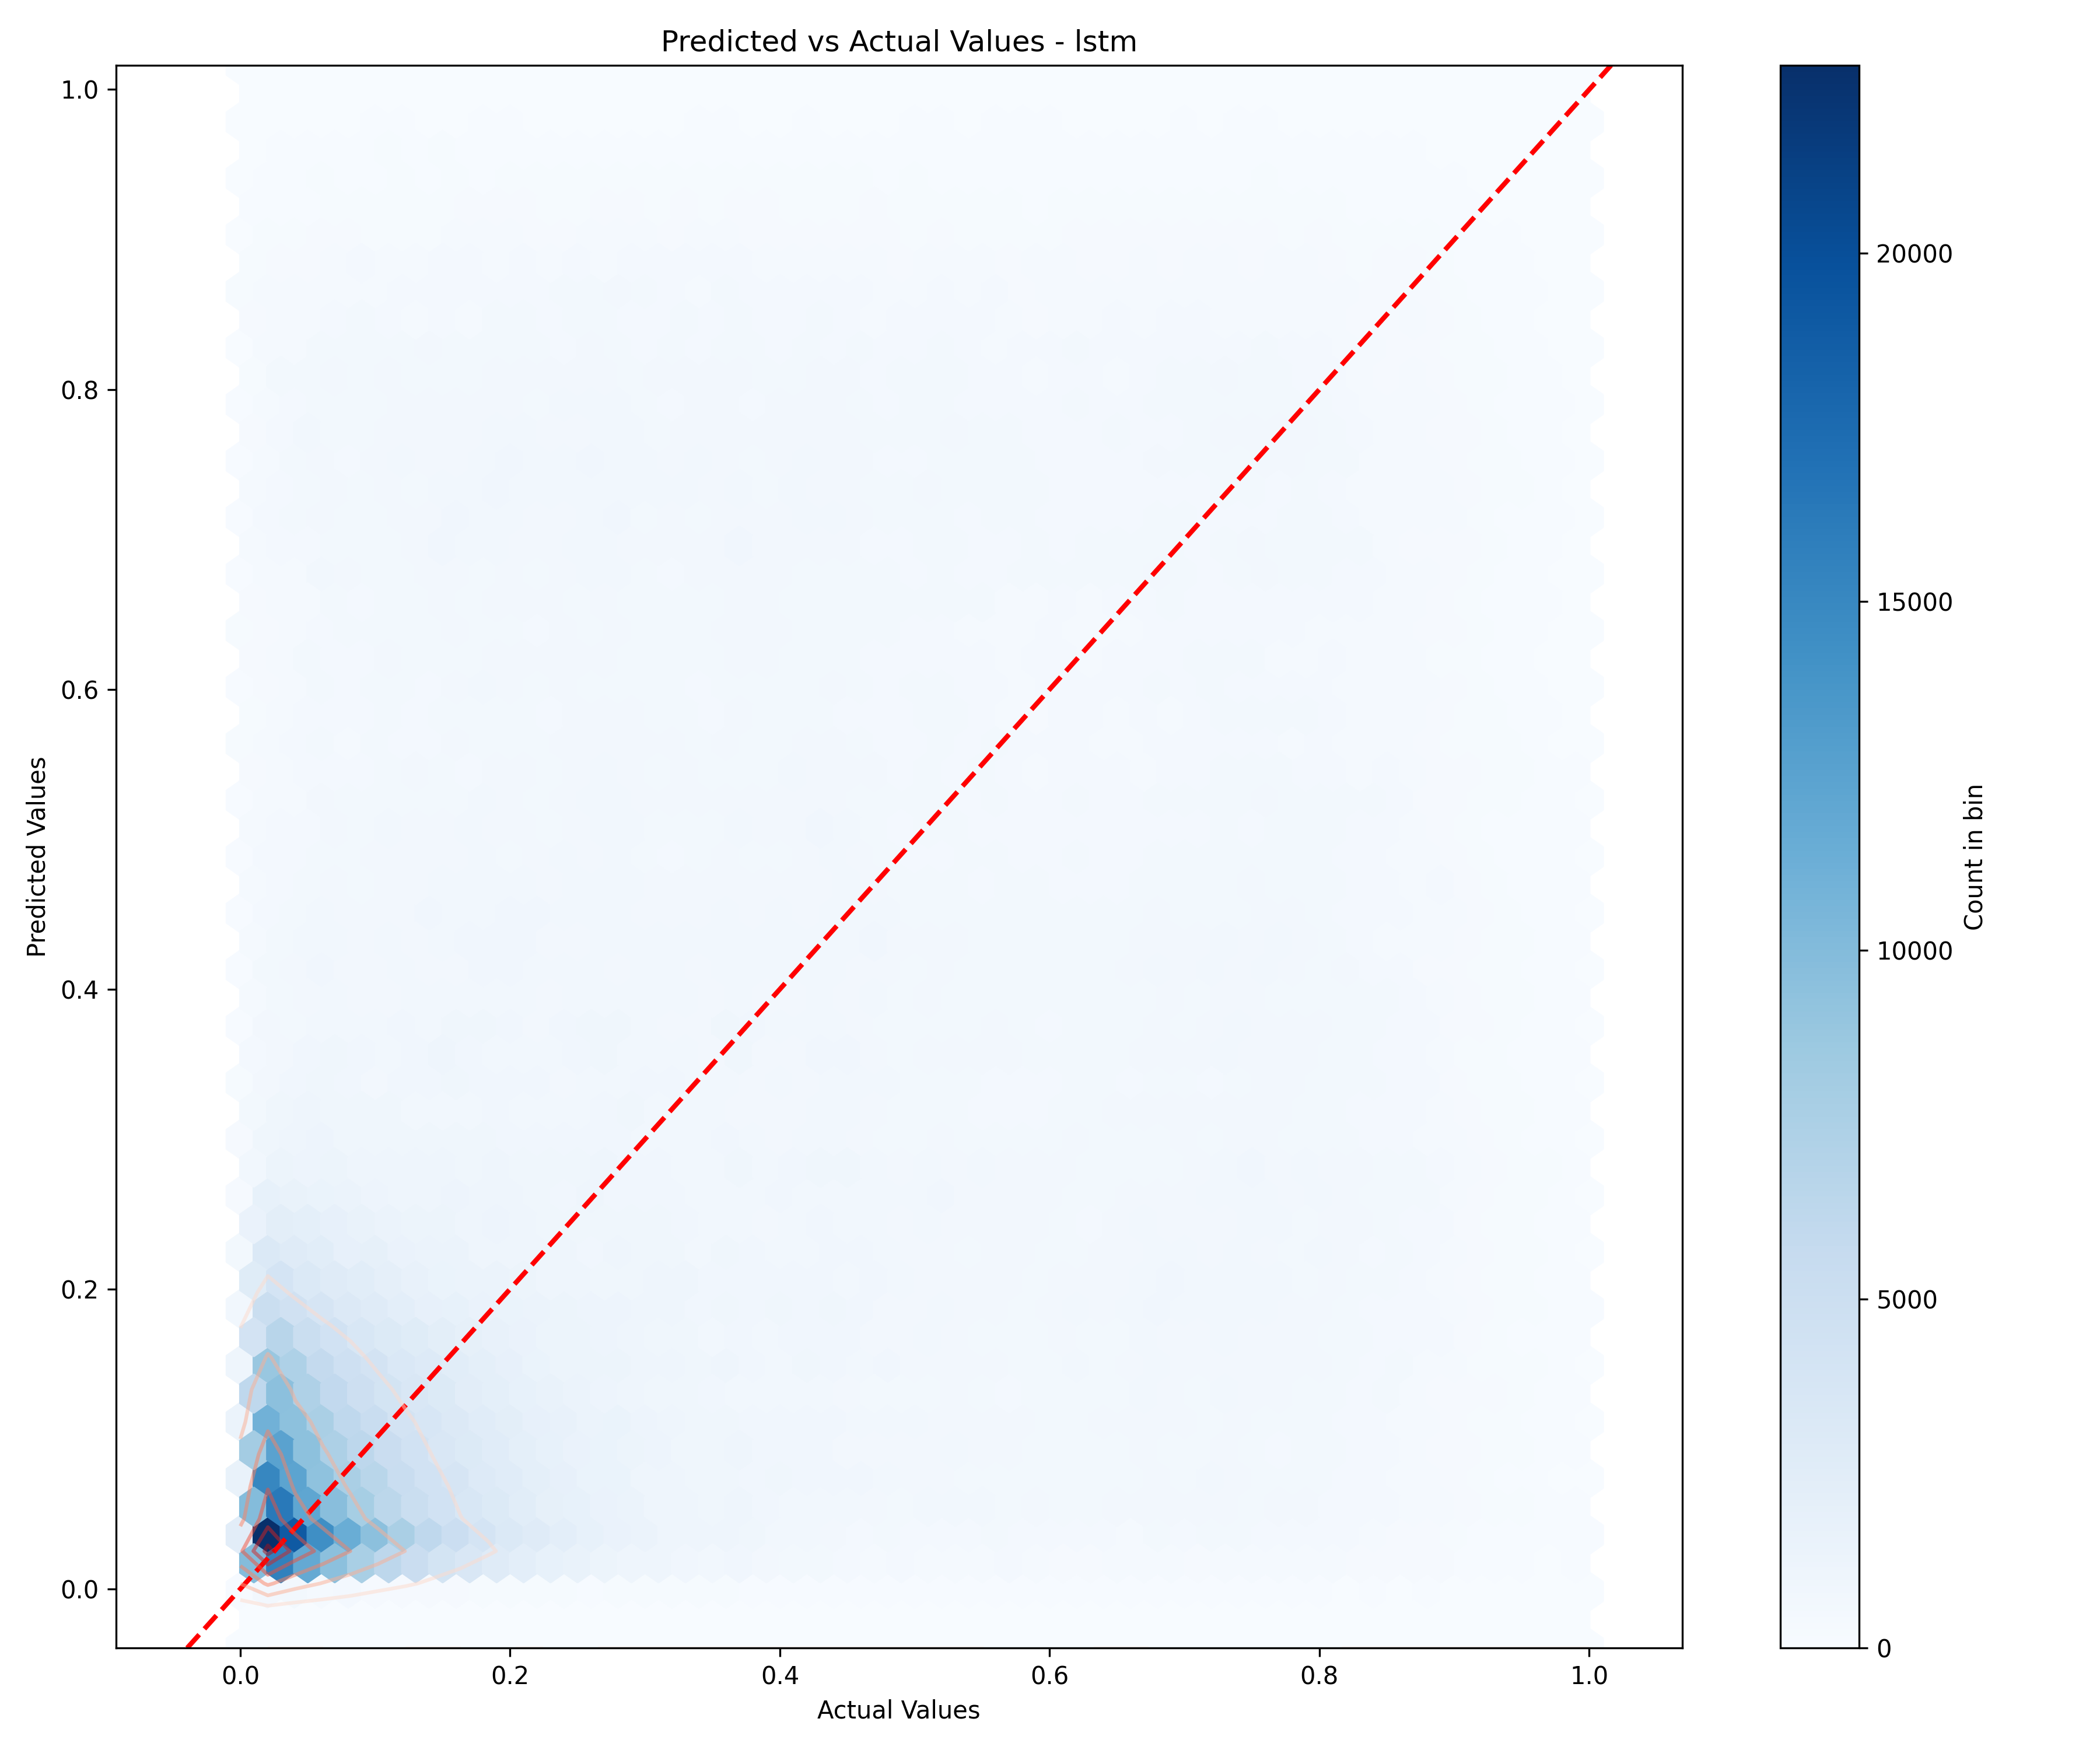 Predicted vs Actual Values - lstm
1.0
0.8
0.6
0.4
0.2
0.0
Predicted Values
0.0 0.2 0.4 0.6 0.8 1.0
Actual Values
20000
15000
10000
5000
0
Count in bin